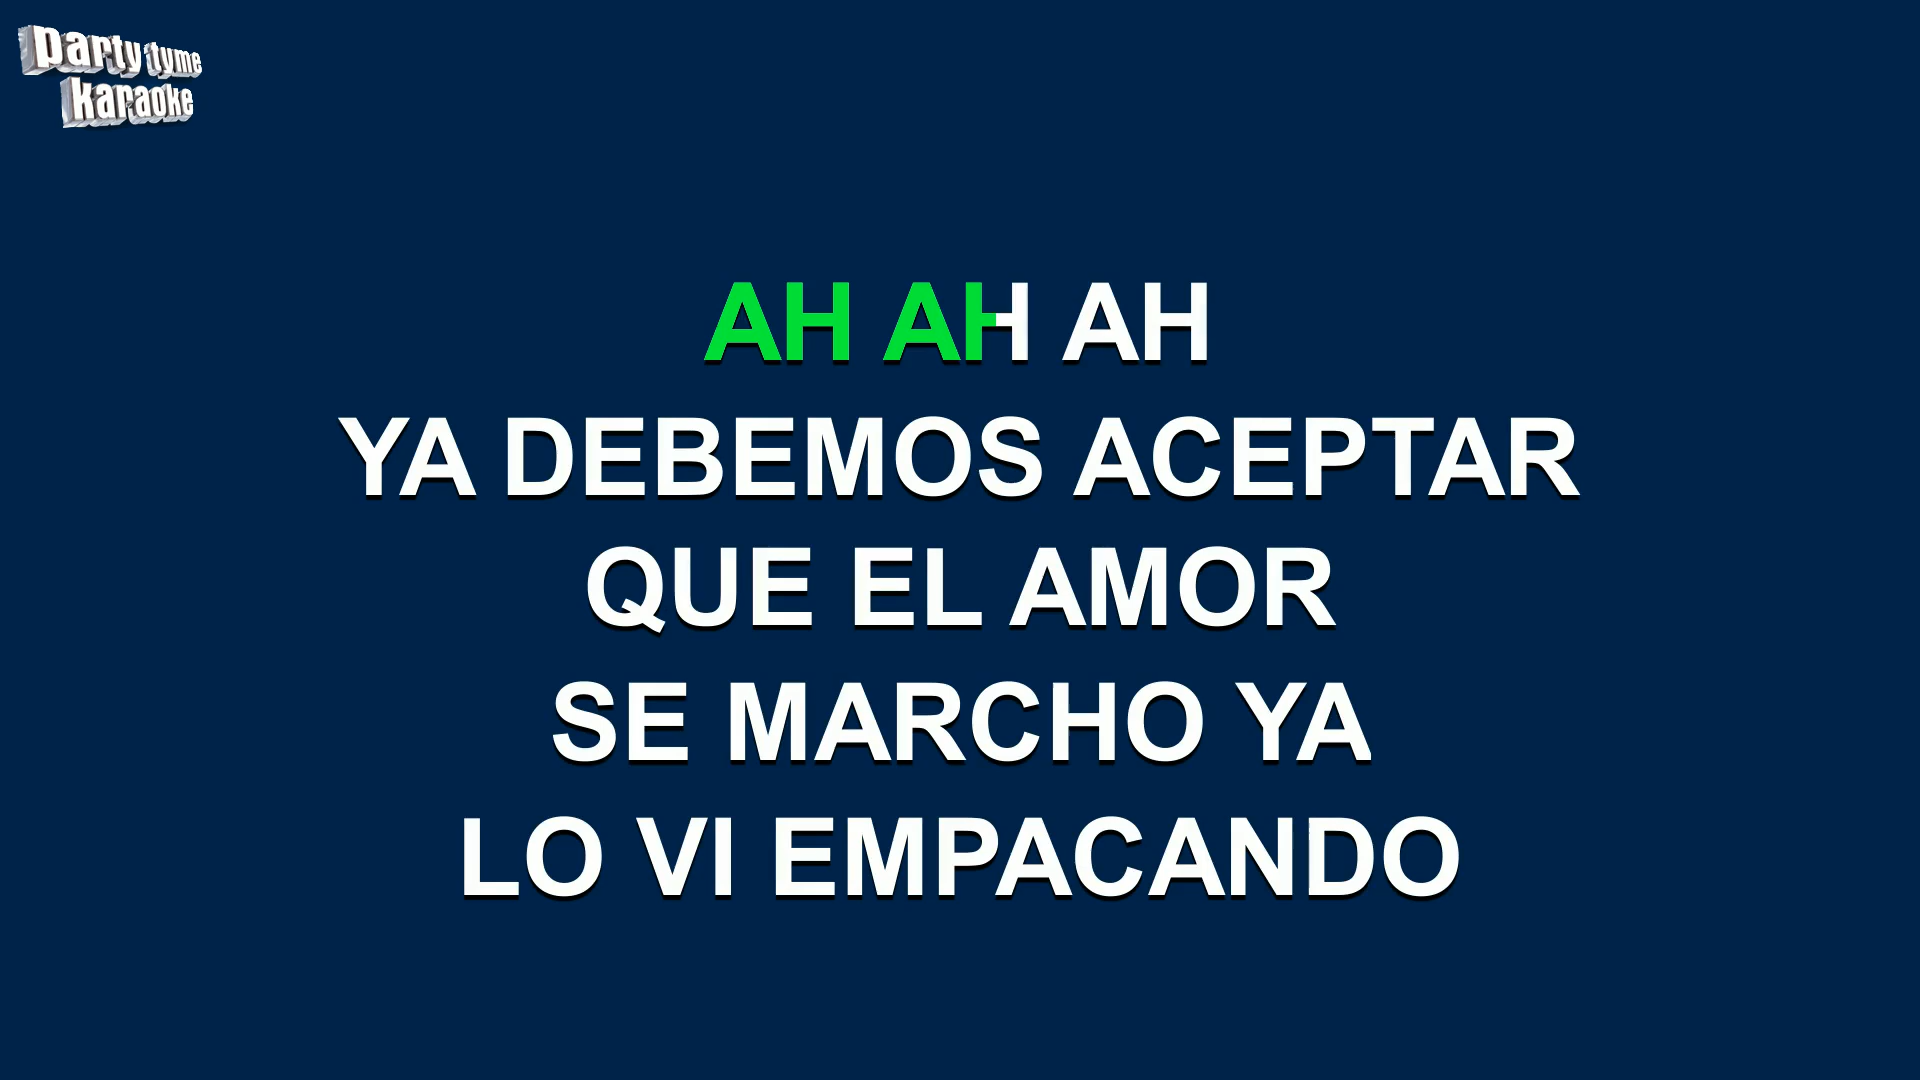 party tyme
karaoke
AH AH AH
YA DEBEMOS ACEPTAR
QUE EL AMOR
SE MARCHO YA
LO VI EMPACANDO